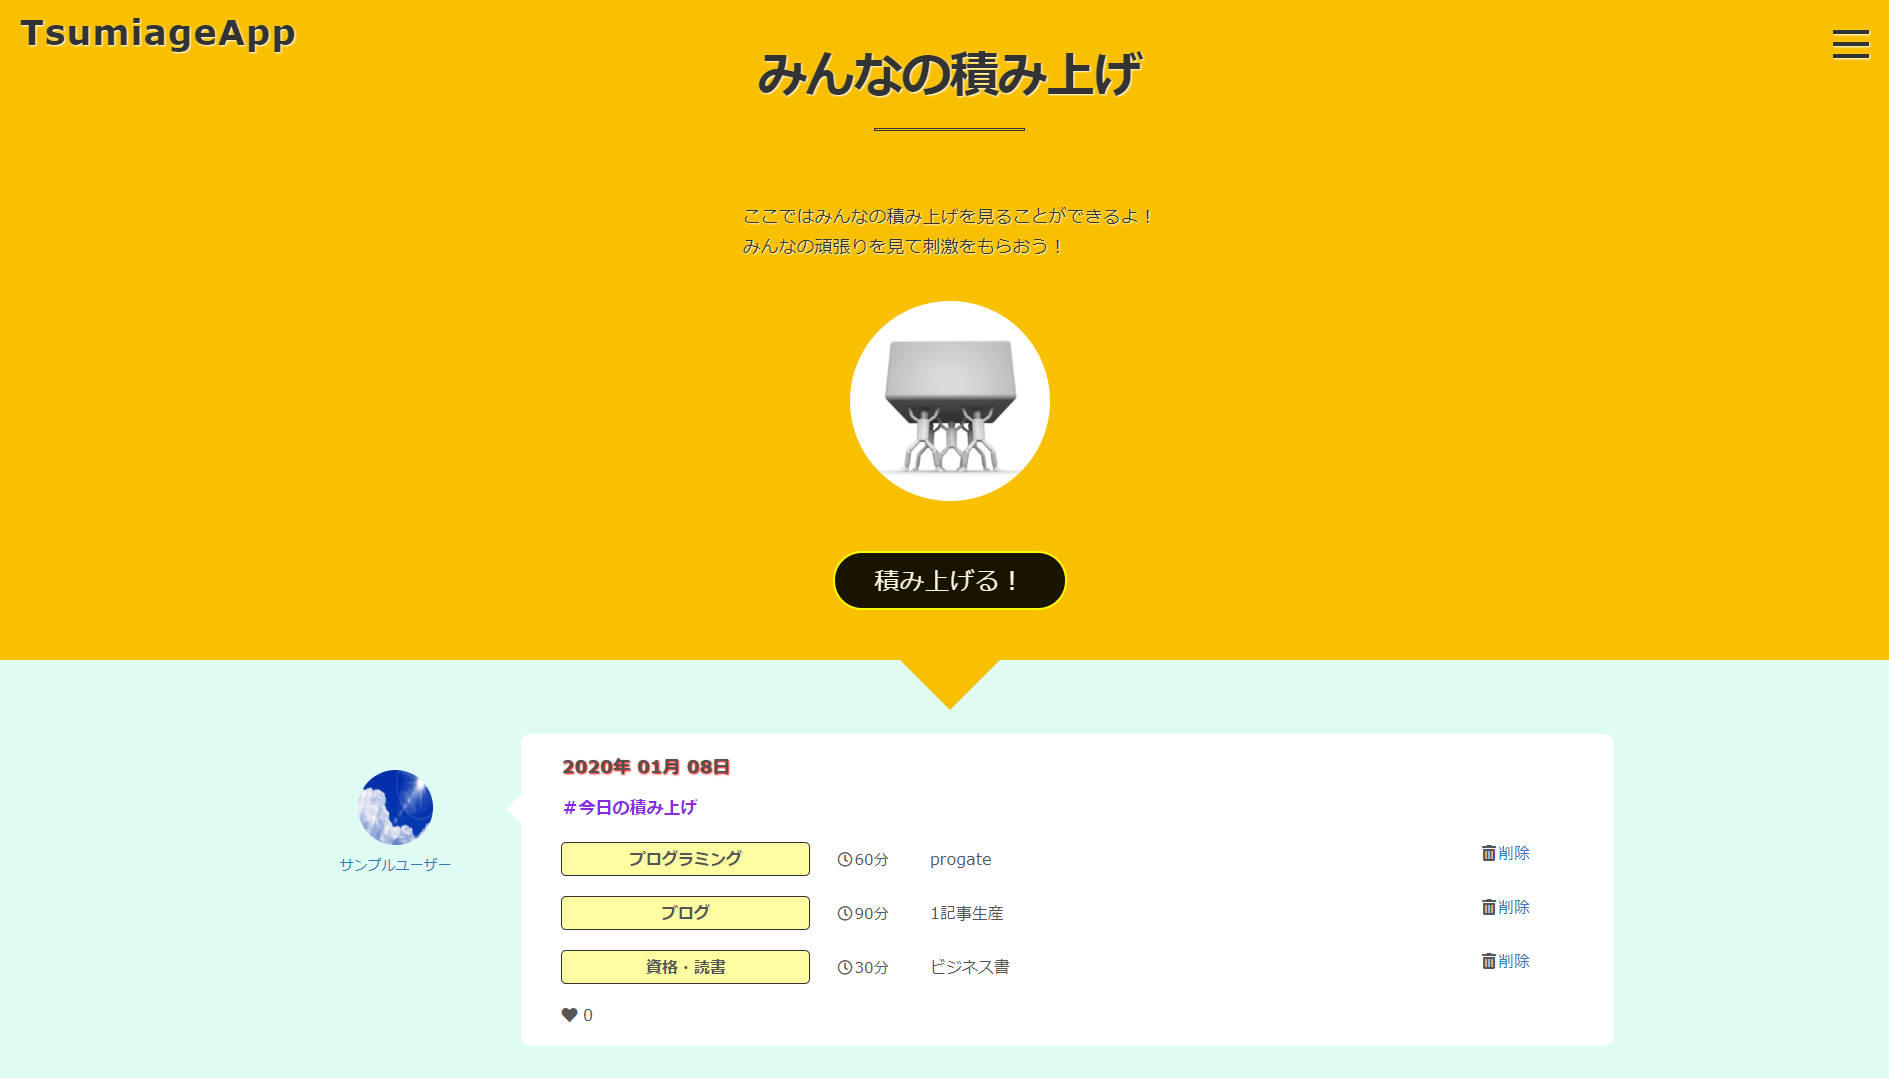 TsumiageApp
みんなの積み上げ
ここではみんなの積み上げを見ることができるよ！
みんなの頑張りを見て刺激をもらおう！
積み上げる！
2020年 01月 08日
＃今日の積み上げ
サンプルユーザー
プログラミング 60分 progate 削除
ブログ 90分 1記事生産 削除
資格・読書 30分 ビジネス書 削除
0